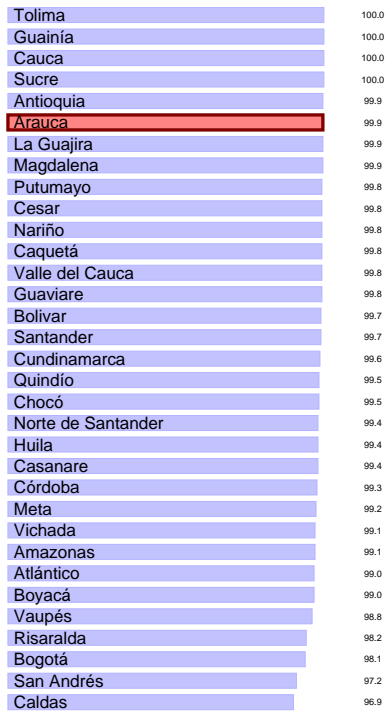 Tolima 100.0
Guainía 100.0
Cauca 100.0
Sucre 100.0
Antioquia 99.9
Arauca 99.9
La Guajira 99.9
Magdalena 99.9
Putumayo 99.8
Cesar 99.8
Nariño 99.8
Caquetá 99.8
Valle del Cauca 99.8
Guaviare 99.8
Bolivar 99.7
Santander 99.7
Cundinamarca 99.6
Quindío 99.5
Chocó 99.5
Norte de Santander 99.4
Huila 99.4
Casanare 99.4
Córdoba 99.3
Meta 99.2
Vichada 99.1
Amazonas 99.1
Atlántico 99.0
Boyacá 99.0
Vaupés 98.8
Risaralda 98.2
Bogotá 98.1
San Andrés 97.2
Caldas 96.9